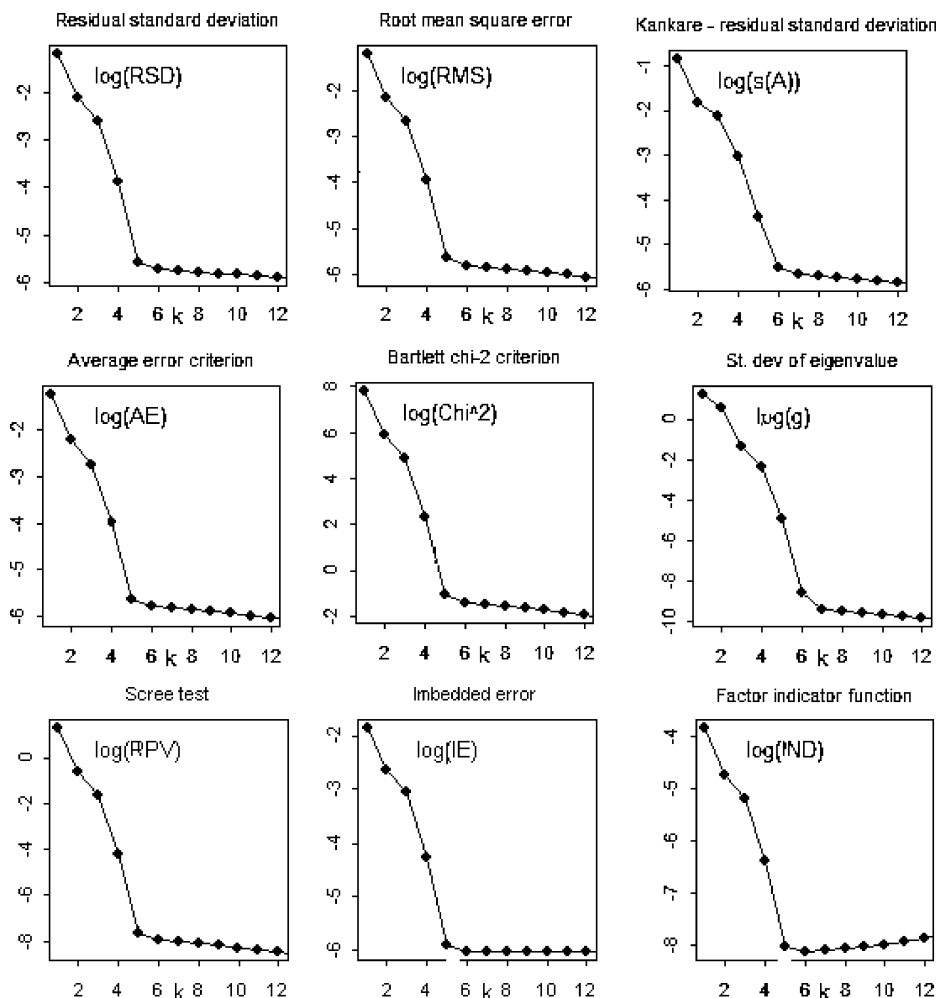 Residual standard deviation
Root mean square error
Kankare - residual standard deviation
log(RSD)
-2
-3
-4
-5
-6
2 4 6 k 8 10 12
log(RMS)
-2
-3
-4
-5
-6
2 4 6 k 8 10 12
log(s(A))
-1
-2
-3
-4
-5
-6
2 4 6 k 8 10 12
Average error criterion
Bartlett chi-2 criterion
St. dev of eigenvalue
log(AE)
-2
-3
-4
-5
-6
2 4 6 k 8 10 12
log(Chi^2)
8
6
4
2
0
-2
2 4 6 k 8 10 12
log(g)
0
-2
-4
-6
-8
-10
2 4 6 k 8 10 12
Scree test
Imbedded error
Factor indicator function
log(RPV)
0
-2
-4
-6
-8
2 4 6 k 8 10 12
log(IE)
-2
-3
-4
-5
-6
2 4 6 k 8 10 12
log(IND)
-4
-5
-6
-7
-8
2 4 6 k 8 10 12